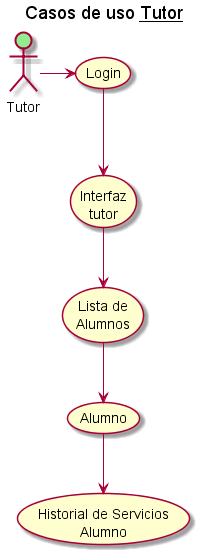 Casos de uso Tutor
Login
Tutor
Interfaz
tutor
Lista de
Alumnos
Alumno
Historial de Servicios
Alumno